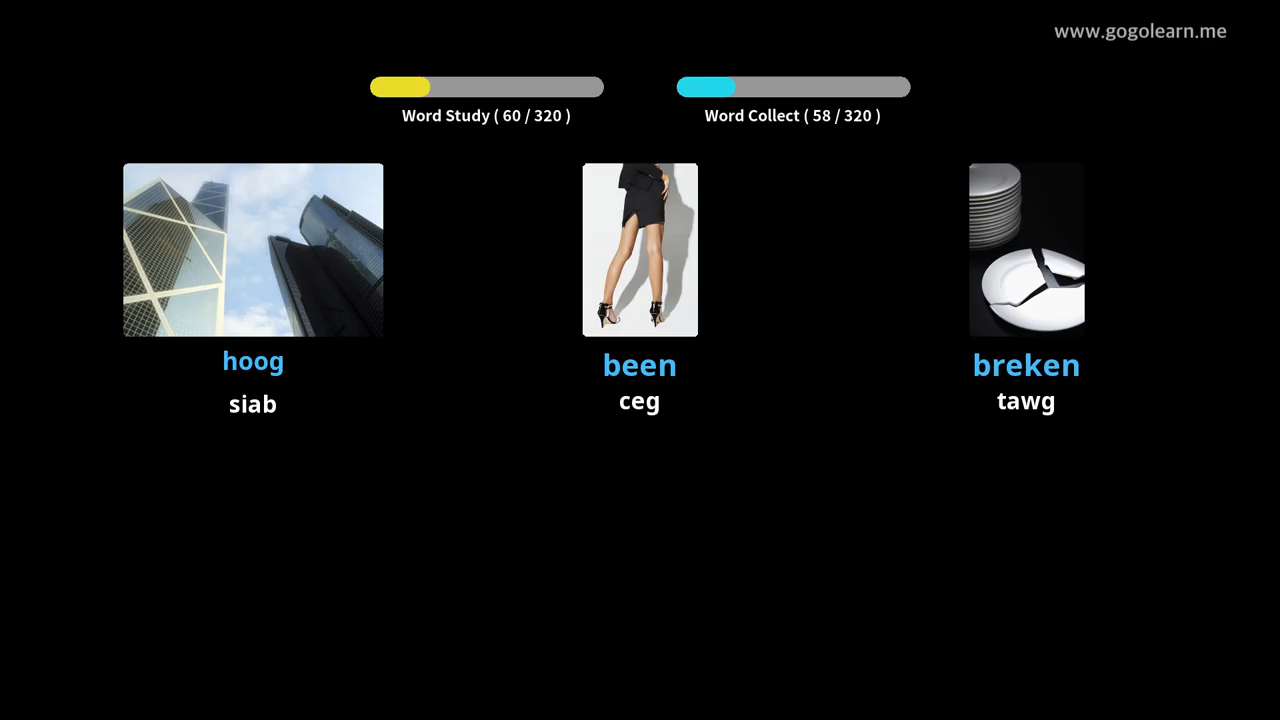 www.gogolearn.me
Word Study ( 60 / 320 )
Word Collect ( 58 / 320 )
hoog
siab
been
ceg
breken
tawg